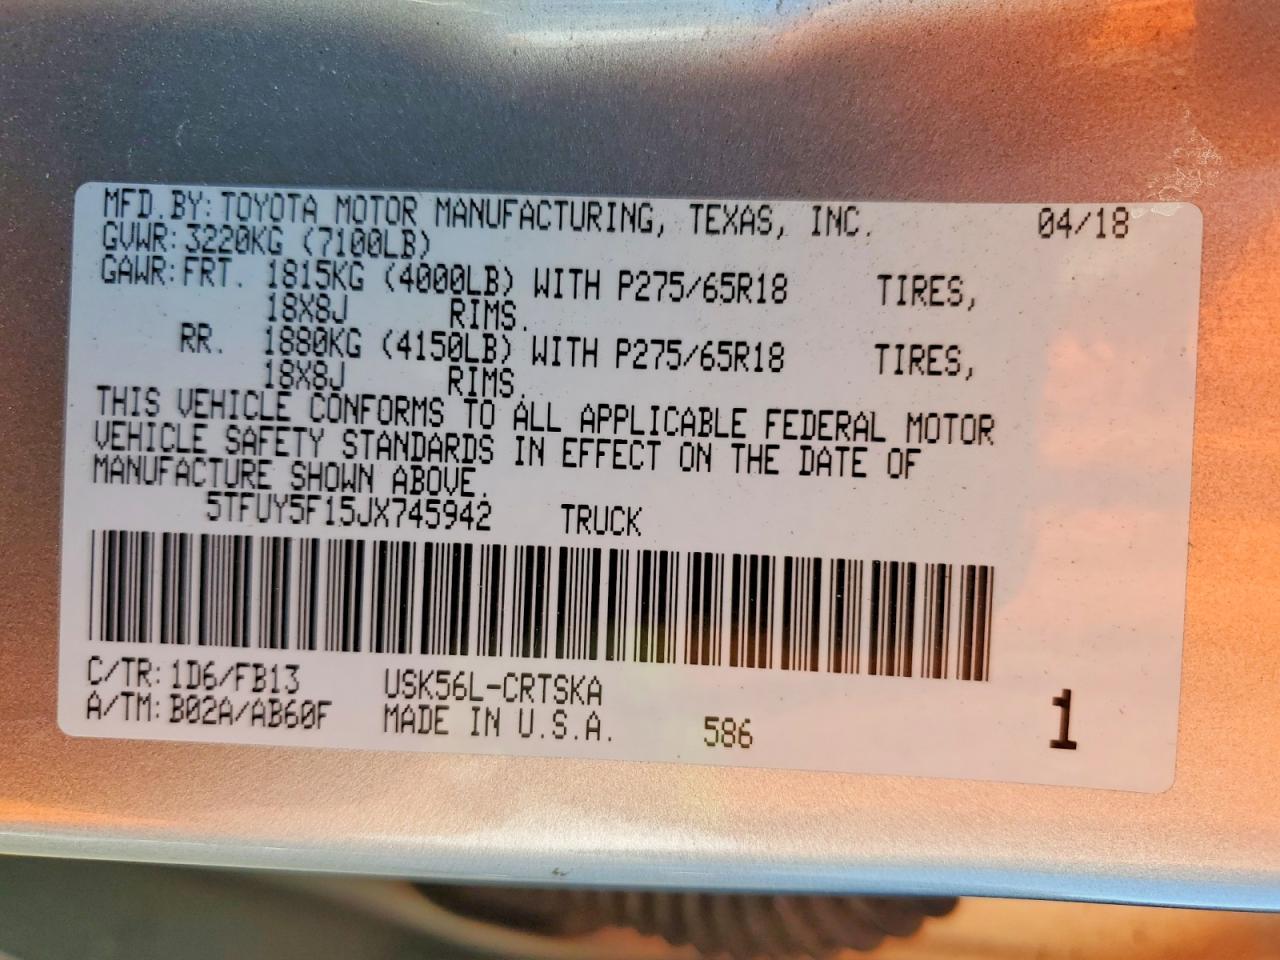 MFD.BY:TOYOTA MOTOR MANUFACTURING, TEXAS, INC. 04/18
GVWR:3220KG (7100LB)
GAWR:FRT. 1815KG (4000LB) WITH P275/65R18 TIRES,
18X8J RIMS.
RR. 1880KG (4150LB) WITH P275/65R18 TIRES,
18X8J RIMS.
THIS VEHICLE CONFORMS TO ALL APPLICABLE FEDERAL MOTOR
VEHICLE SAFETY STANDARDS IN EFFECT ON THE DATE OF
MANUFACTURE SHOWN ABOVE.
5TFUY5F15JX745942 TRUCK
C/TR:1D6/FB13 USK56L-CRTSKA
A/TM:B02A/AB60F MADE IN U.S.A. 586 1